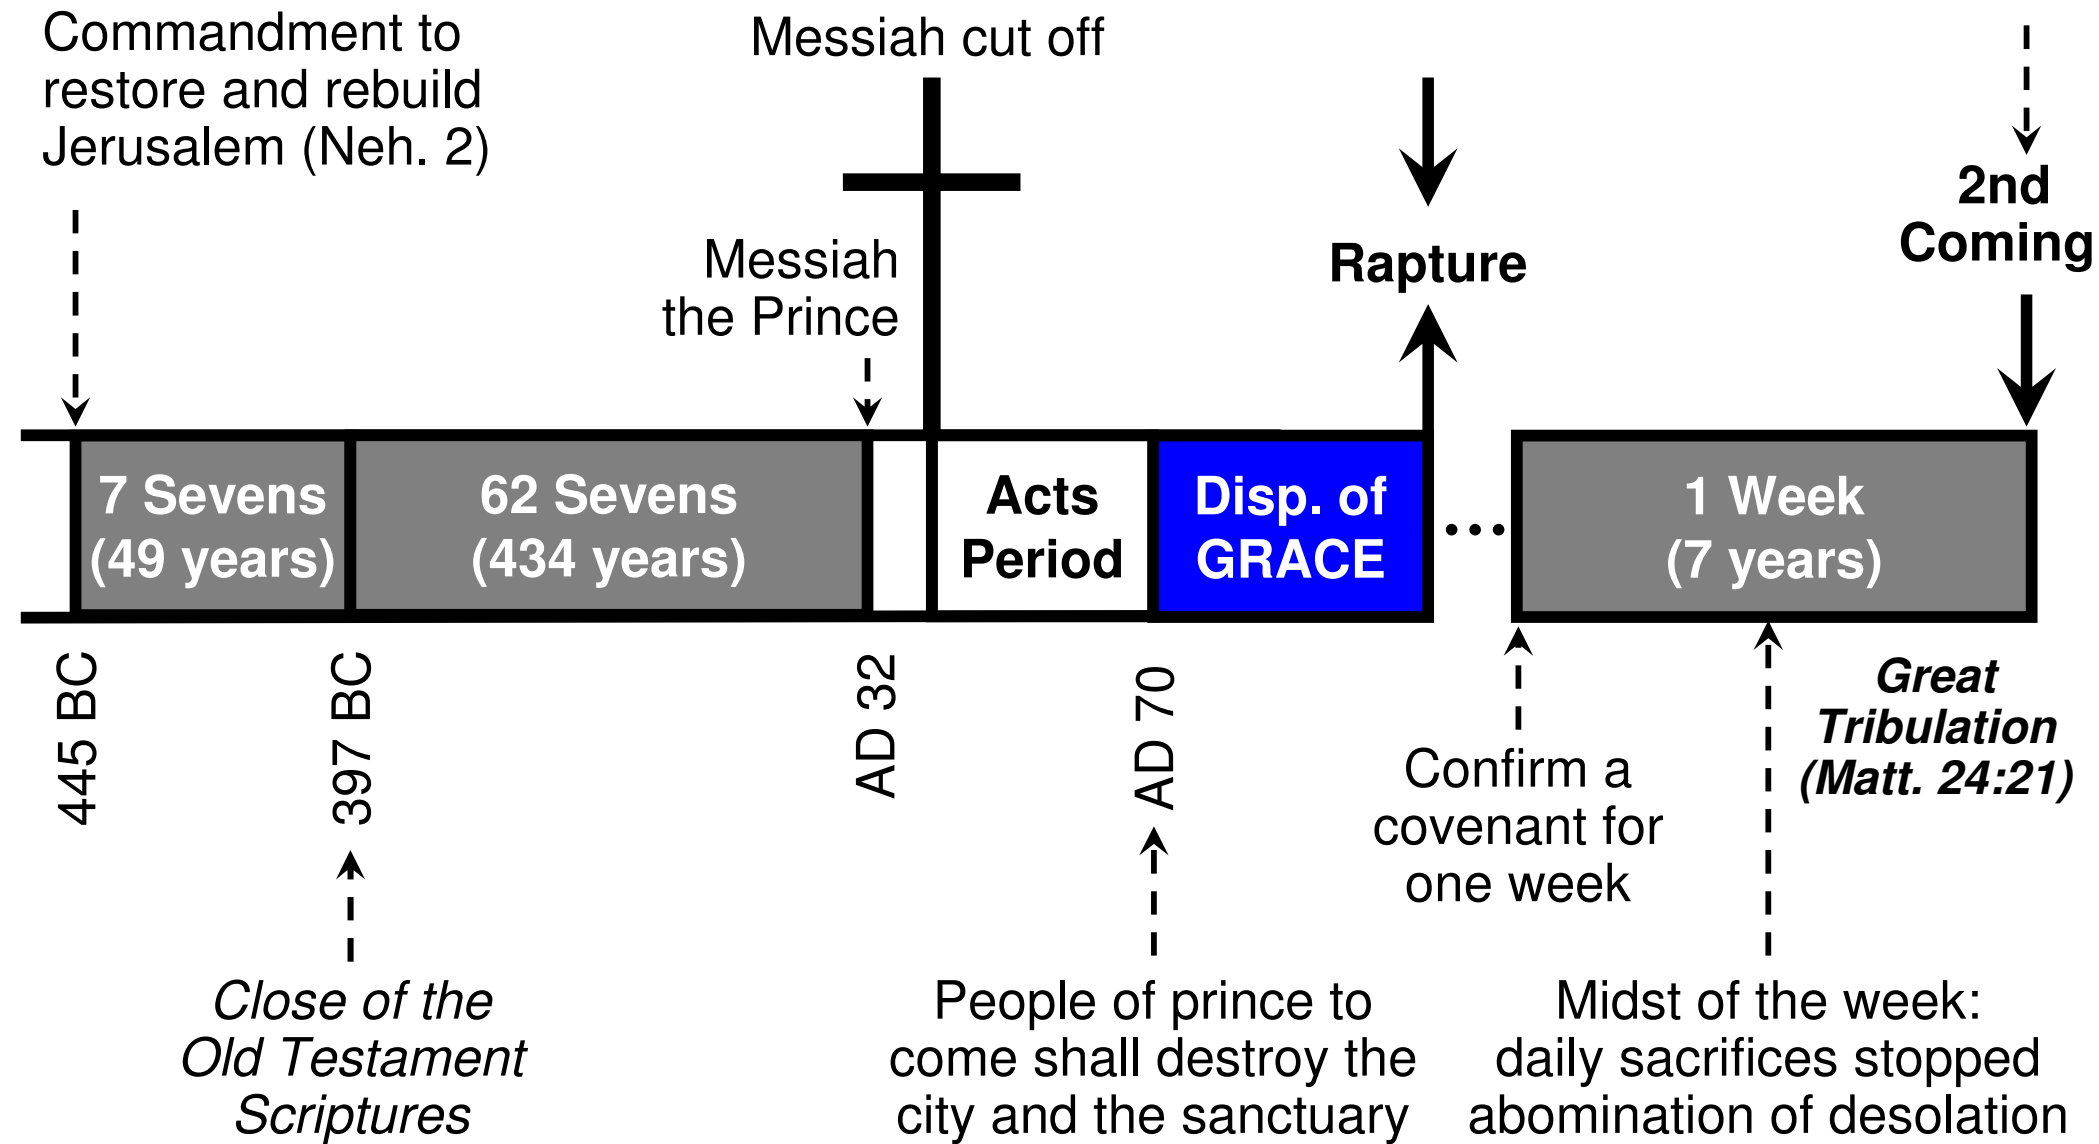 Commandment to
restore and rebuild
Jerusalem (Neh. 2)
Messiah cut off
Messiah
the Prince
Rapture
2nd
Coming
7 Sevens
(49 years)
62 Sevens
(434 years)
Acts
Period
Disp. of
GRACE
...
1 Week
(7 years)
445 BC
397 BC
AD 32
AD 70
Confirm a
covenant for
one week
Great
Tribulation
(Matt. 24:21)
Close of the
Old Testament
Scriptures
People of prince to
come shall destroy the
city and the sanctuary
Midst of the week:
daily sacrifices stopped
abomination of desolation